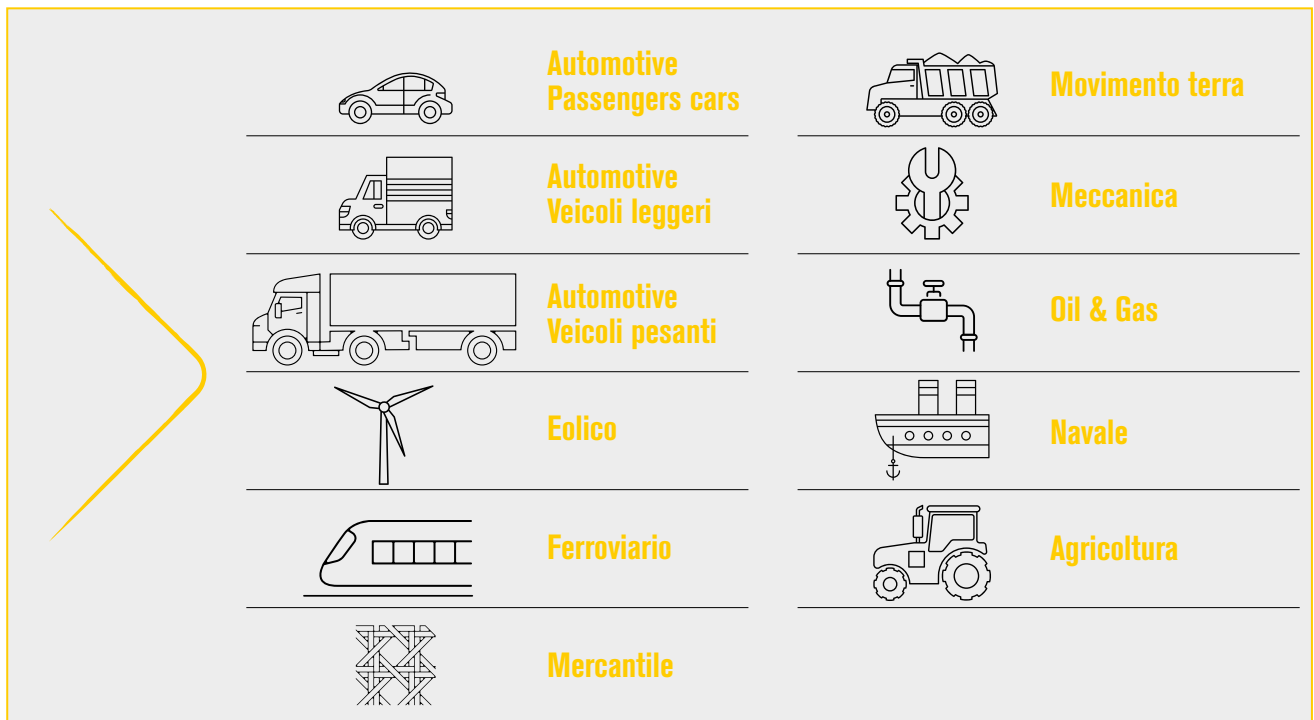 Automotive
Passengers cars
Automotive
Veicoli leggeri
Automotive
Veicoli pesanti
Eolico
Ferroviario
Mercantile
Movimento terra
Meccanica
Oil & Gas
Navale
Agricoltura